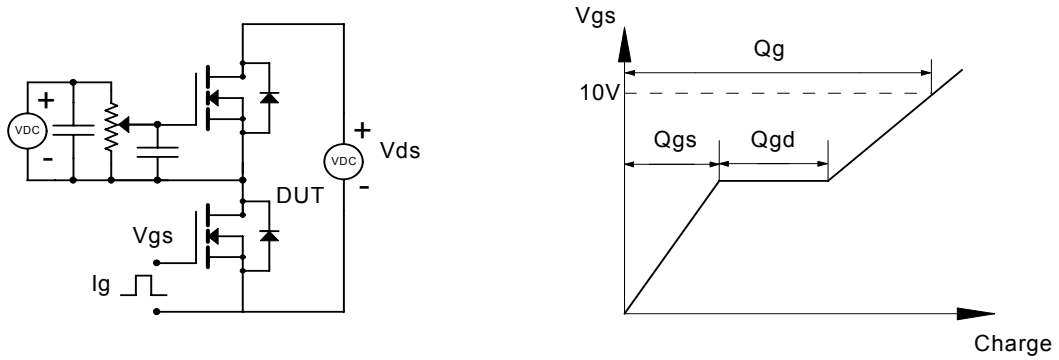 +
VDC
-
+
VDC
-
Vds
DUT
Vgs
Ig
Vgs
Qg
10V
Qgs
Qgd
Charge